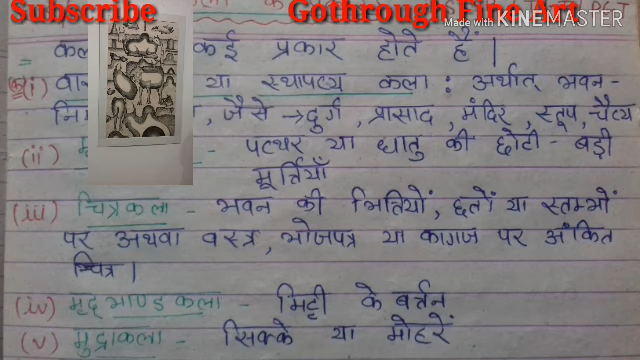 Subscribe Gothrough Fine Art
Made with KINEMASTER
कई प्रकार होते हैं |
(i) या स्थापत्य कला : अर्थात् भवन-
, जैसे → दुर्ग, प्रासाद, मंदिर, स्तूप, चैत्य
(ii) - पत्थर या धातु की छोटी - बड़ी
मूर्त्तियाँ
(iii) चित्रकला - भवन की भित्तियों, छतों या स्तम्भों
पर अथवा वस्त्र, भोजपत्र या कागज पर अंकित
चित्र |
(iv) मृद्भाण्ड कला - मिट्टी के बर्तन
(v) मुद्राकला - सिक्के या मोहरें